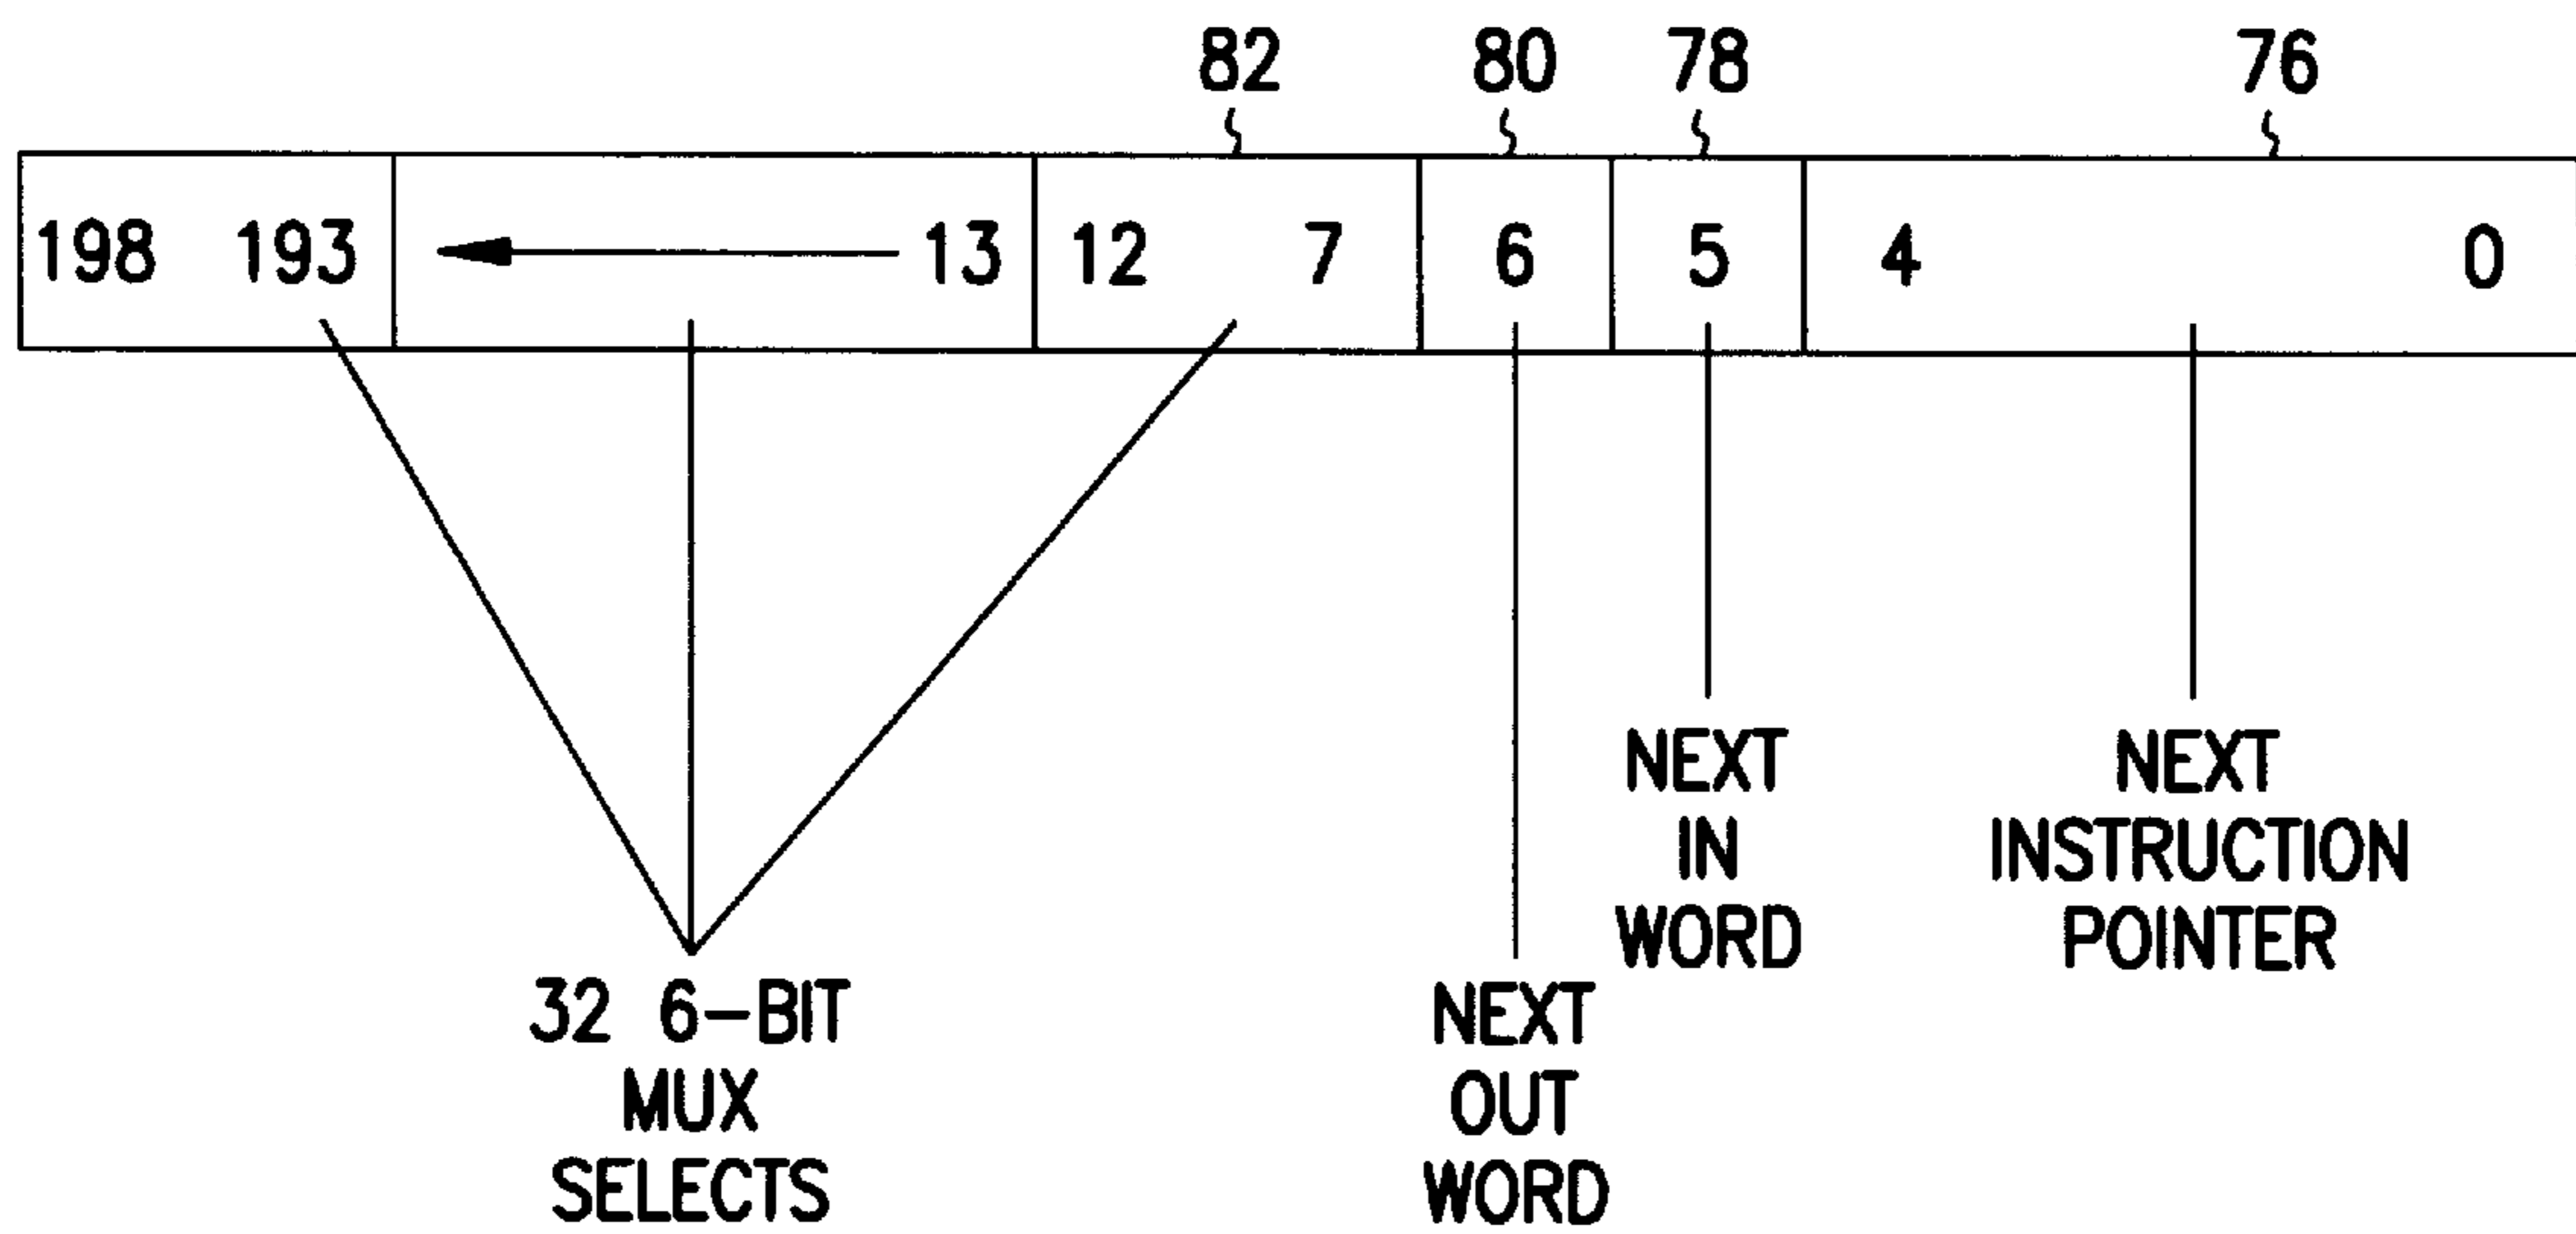 82 80 78 76
198 193 13 12 7 6 5 4 0
NEXT
IN
WORD
NEXT
INSTRUCTION
POINTER
32 6-BIT
MUX
SELECTS
NEXT
OUT
WORD